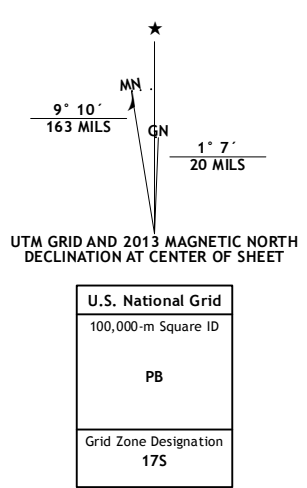 ★
MN
9° 10´
163 MILS
GN
1° 7´
20 MILS
UTM GRID AND 2013 MAGNETIC NORTH
DECLINATION AT CENTER OF SHEET
U.S. National Grid
100,000-m Square ID
PB
Grid Zone Designation
17S